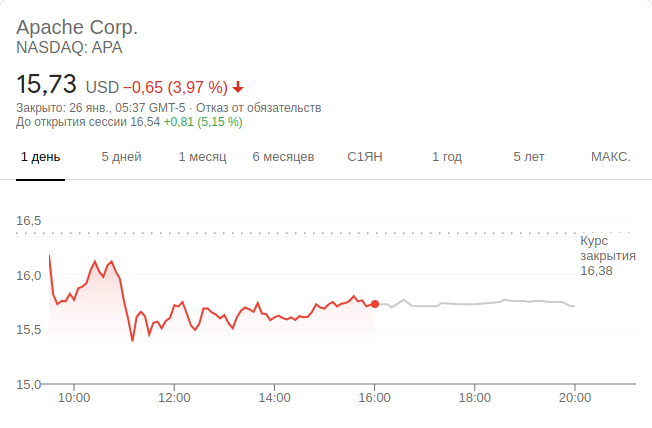 Apache Corp.
NASDAQ: APA
15,73 USD −0,65 (3,97 %)
Закрыто: 26 янв., 05:37 GMT-5 · Отказ от обязательств
До открытия сессии 16,54 +0,81 (5,15 %)
1 день 5 дней 1 месяц 6 месяцев С1ЯН 1 год 5 лет МАКС.
16,5
Курс
закрытия
16,38
16,0
15,5
15,0
10:00 12:00 14:00 16:00 18:00 20:00